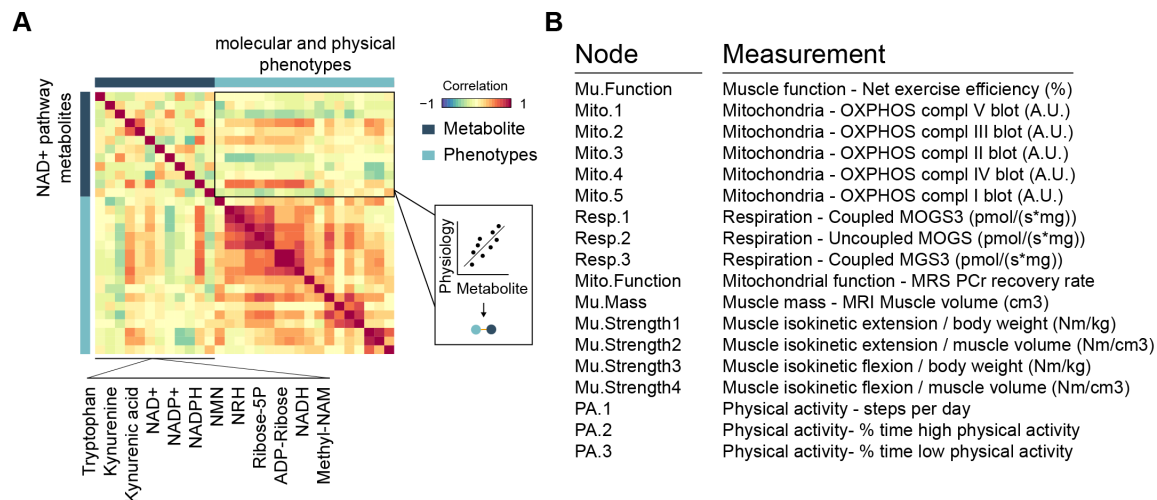 A
molecular and physical
phenotypes
NAD+ pathway
metabolites
Correlation
−1
1
Metabolite
Phenotypes
Physiology
Metabolite
Tryptophan
Kynurenine
Kynurenic acid
NAD+
NADP+
NADPH
NMN
NRH
Ribose-5P
ADP-Ribose
NADH
Methyl-NAM
B
Node Measurement
Mu.Function Muscle function - Net exercise efficiency (%)
Mito.1 Mitochondria - OXPHOS compl V blot (A.U.)
Mito.2 Mitochondria - OXPHOS compl III blot (A.U.)
Mito.3 Mitochondria - OXPHOS compl II blot (A.U.)
Mito.4 Mitochondria - OXPHOS compl IV blot (A.U.)
Mito.5 Mitochondria - OXPHOS compl I blot (A.U.)
Resp.1 Respiration - Coupled MOGS3 (pmol/(s*mg))
Resp.2 Respiration - Uncoupled MOGS (pmol/(s*mg))
Resp.3 Respiration - Coupled MGS3 (pmol/(s*mg))
Mito.Function Mitochondrial function - MRS PCr recovery rate
Mu.Mass Muscle mass - MRI Muscle volume (cm3)
Mu.Strength1 Muscle isokinetic extension / body weight (Nm/kg)
Mu.Strength2 Muscle isokinetic extension / muscle volume (Nm/cm3)
Mu.Strength3 Muscle isokinetic flexion / body weight (Nm/kg)
Mu.Strength4 Muscle isokinetic flexion / muscle volume (Nm/cm3)
PA.1 Physical activity - steps per day
PA.2 Physical activity- % time high physical activity
PA.3 Physical activity- % time low physical activity